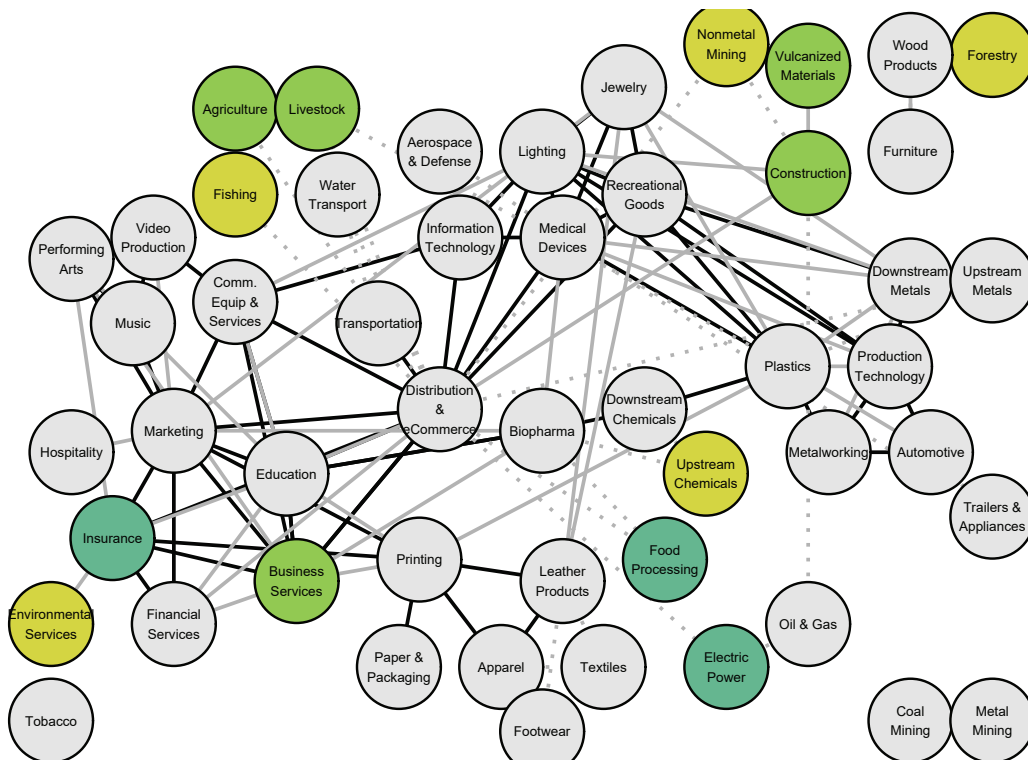 Nonmetal
Mining
Vulcanized
Materials
Wood
Products
Forestry
Jewelry
Agriculture
Livestock
Aerospace
& Defense
Lighting
Furniture
Construction
Fishing
Water
Transport
Recreational
Goods
Video
Production
Information
Technology
Medical
Devices
Performing
Arts
Comm.
Equip &
Services
Downstream
Metals
Upstream
Metals
Music
Transportation
Plastics
Production
Technology
Distribution
&
eCommerce
Downstream
Chemicals
Marketing
Biopharma
Hospitality
Education
Upstream
Chemicals
Metalworking
Automotive
Trailers &
Appliances
Insurance
Printing
Food
Processing
Business
Services
Leather
Products
Environmental
Services
Financial
Services
Oil & Gas
Paper &
Packaging
Apparel
Textiles
Electric
Power
Tobacco
Footwear
Coal
Mining
Metal
Mining